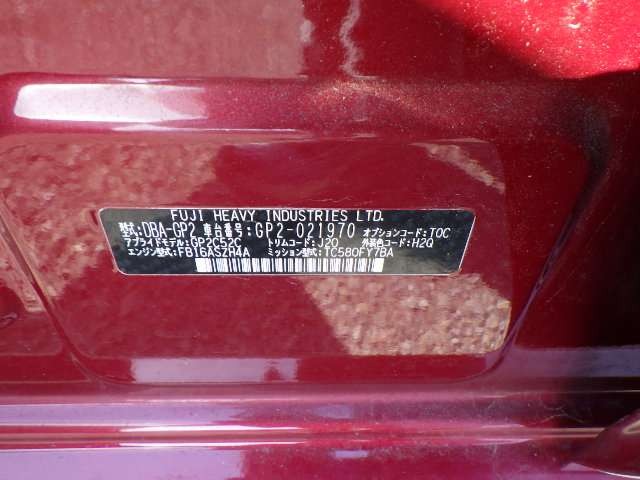 FUJI HEAVY INDUSTRIES LTD.
型式:DBA-GP2 車台番号:GP2-021970 オプションコード:TOC
アプライドモデル:GP2C52C トリムコード:J20 外装色コード:H2Q
エンジン型式:FB16ASZH4A ミッション型式:TC580FY7BA